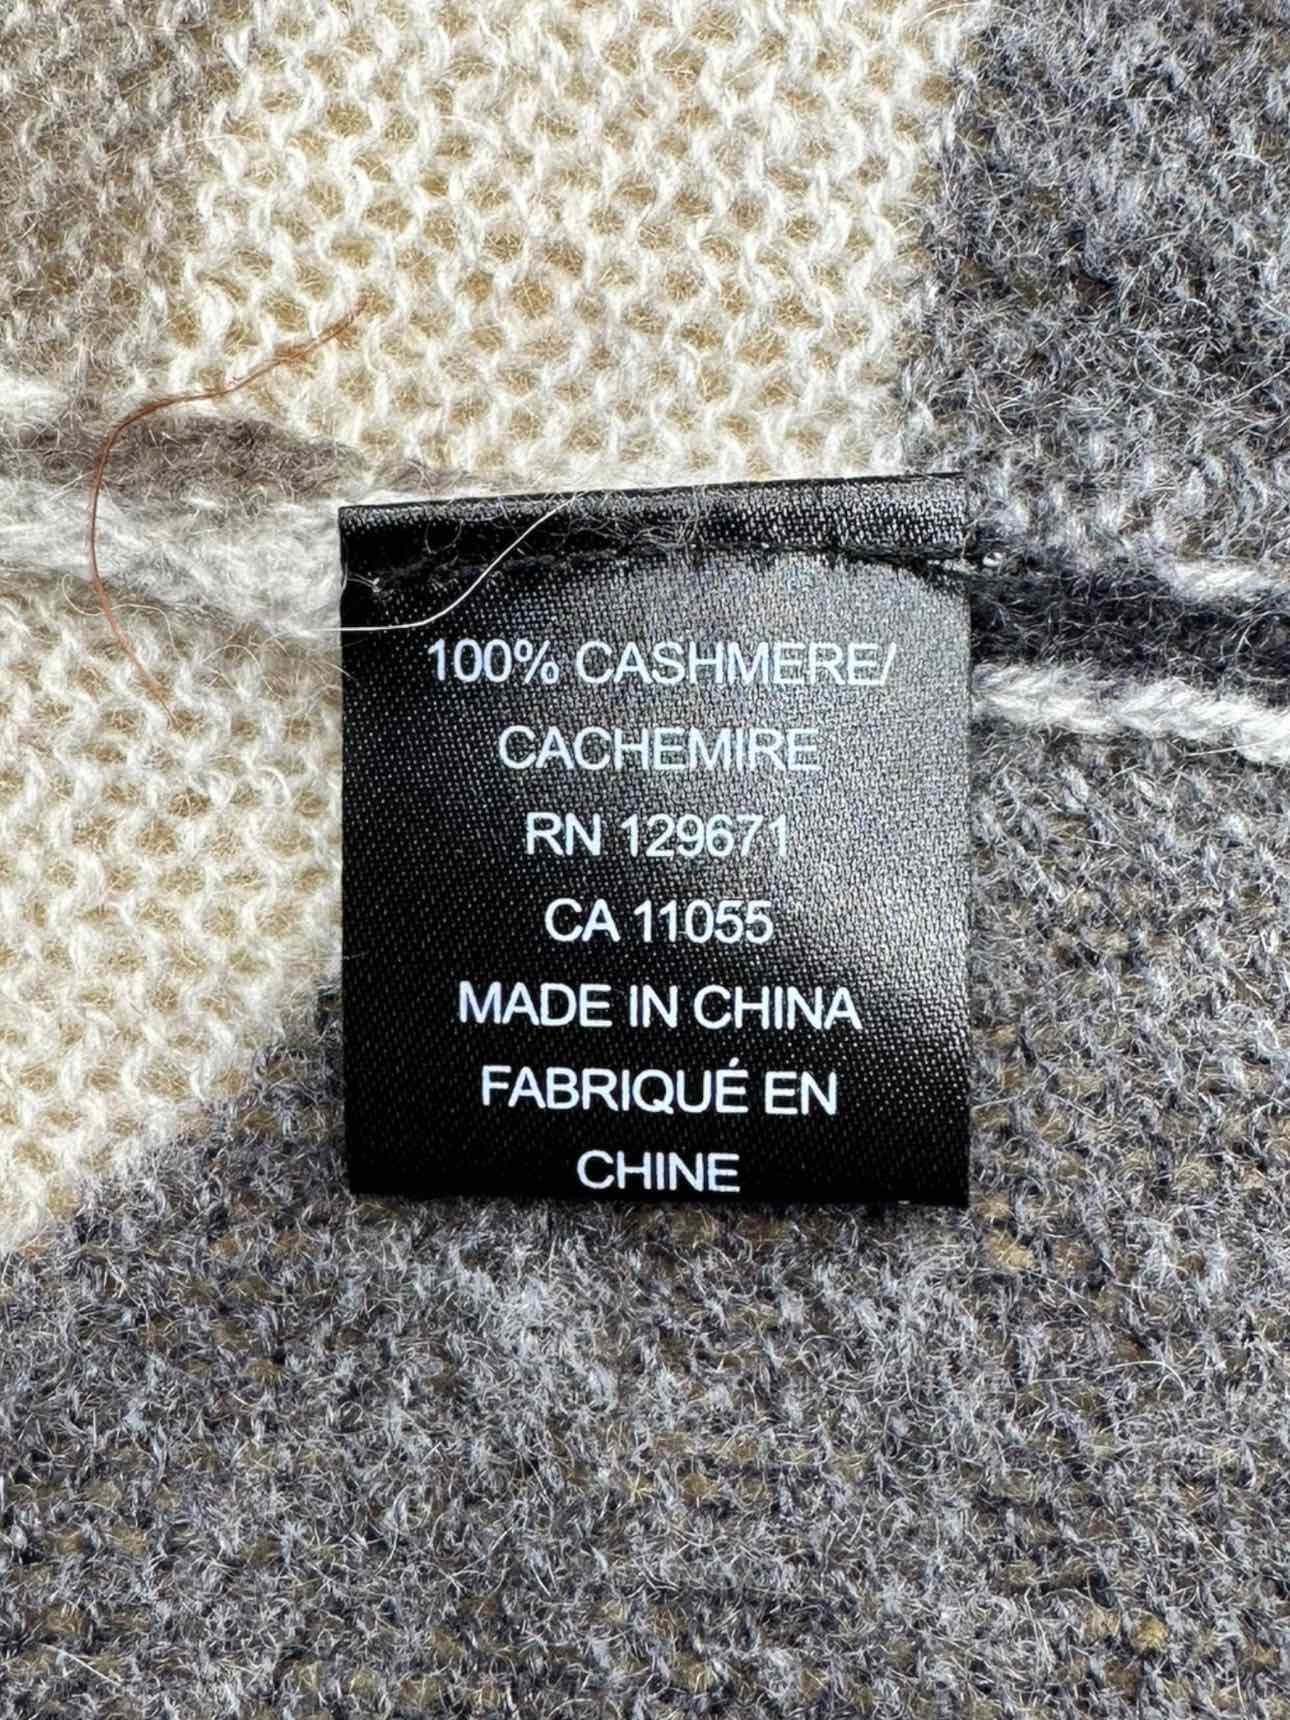 100% CASHMERE/
CACHEMIRE
RN 129671
CA 11055
MADE IN CHINA
FABRIQUÉ EN
CHINE